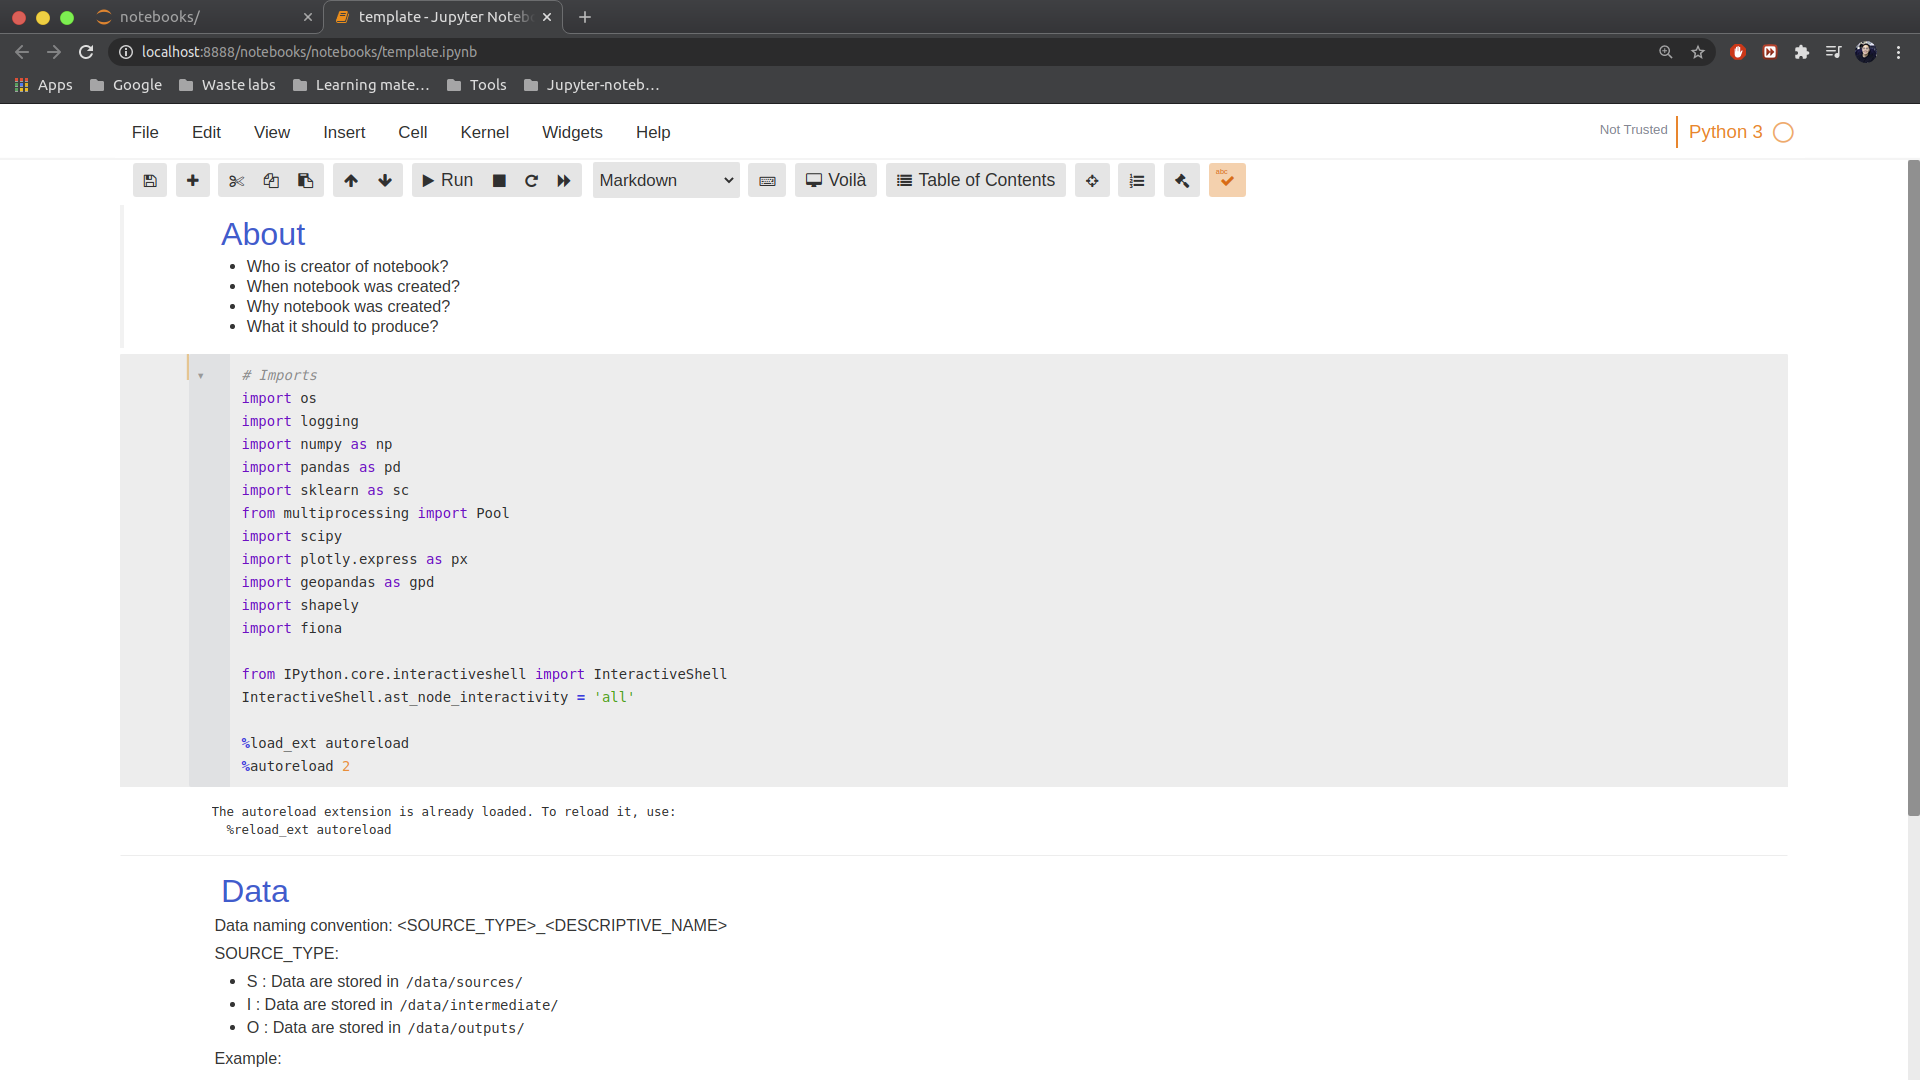 notebooks/
template - Jupyter Noteb
localhost:8888/notebooks/notebooks/template.ipynb
Apps Google Waste labs Learning mate… Tools Jupyter-noteb…
File Edit View Insert Cell Kernel Widgets Help Not Trusted Python 3
Run Markdown Voilà Table of Contents abc
About
Who is creator of notebook?
When notebook was created?
Why notebook was created?
What it should to produce?
# Imports
import os
import logging
import numpy as np
import pandas as pd
import sklearn as sc
from multiprocessing import Pool
import scipy
import plotly.express as px
import geopandas as gpd
import shapely
import fiona
from IPython.core.interactiveshell import InteractiveShell
InteractiveShell.ast_node_interactivity = 'all'
%load_ext autoreload
%autoreload 2
The autoreload extension is already loaded. To reload it, use:
%reload_ext autoreload
Data
Data naming convention: <SOURCE_TYPE>_<DESCRIPTIVE_NAME>
SOURCE_TYPE:
S : Data are stored in /data/sources/
I : Data are stored in /data/intermediate/
O : Data are stored in /data/outputs/
Example: